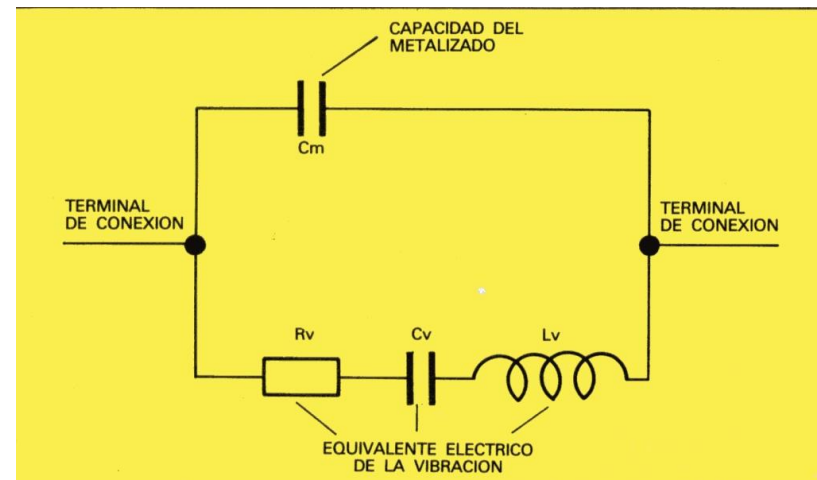 CAPACIDAD DEL
METALIZADO
Cm
TERMINAL
DE CONEXION
TERMINAL
DE CONEXION
Rv
Cv
Lv
EQUIVALENTE ELECTRICO
DE LA VIBRACION